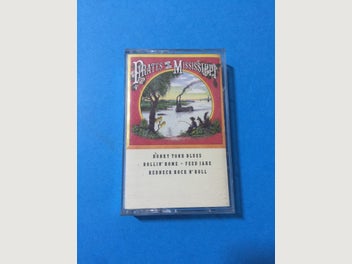 PIRATES OF THE MISSISSIPPI
HONKY TONK BLUES
ROLLIN' HOME • FEED JAKE
REDNECK ROCK N' ROLL